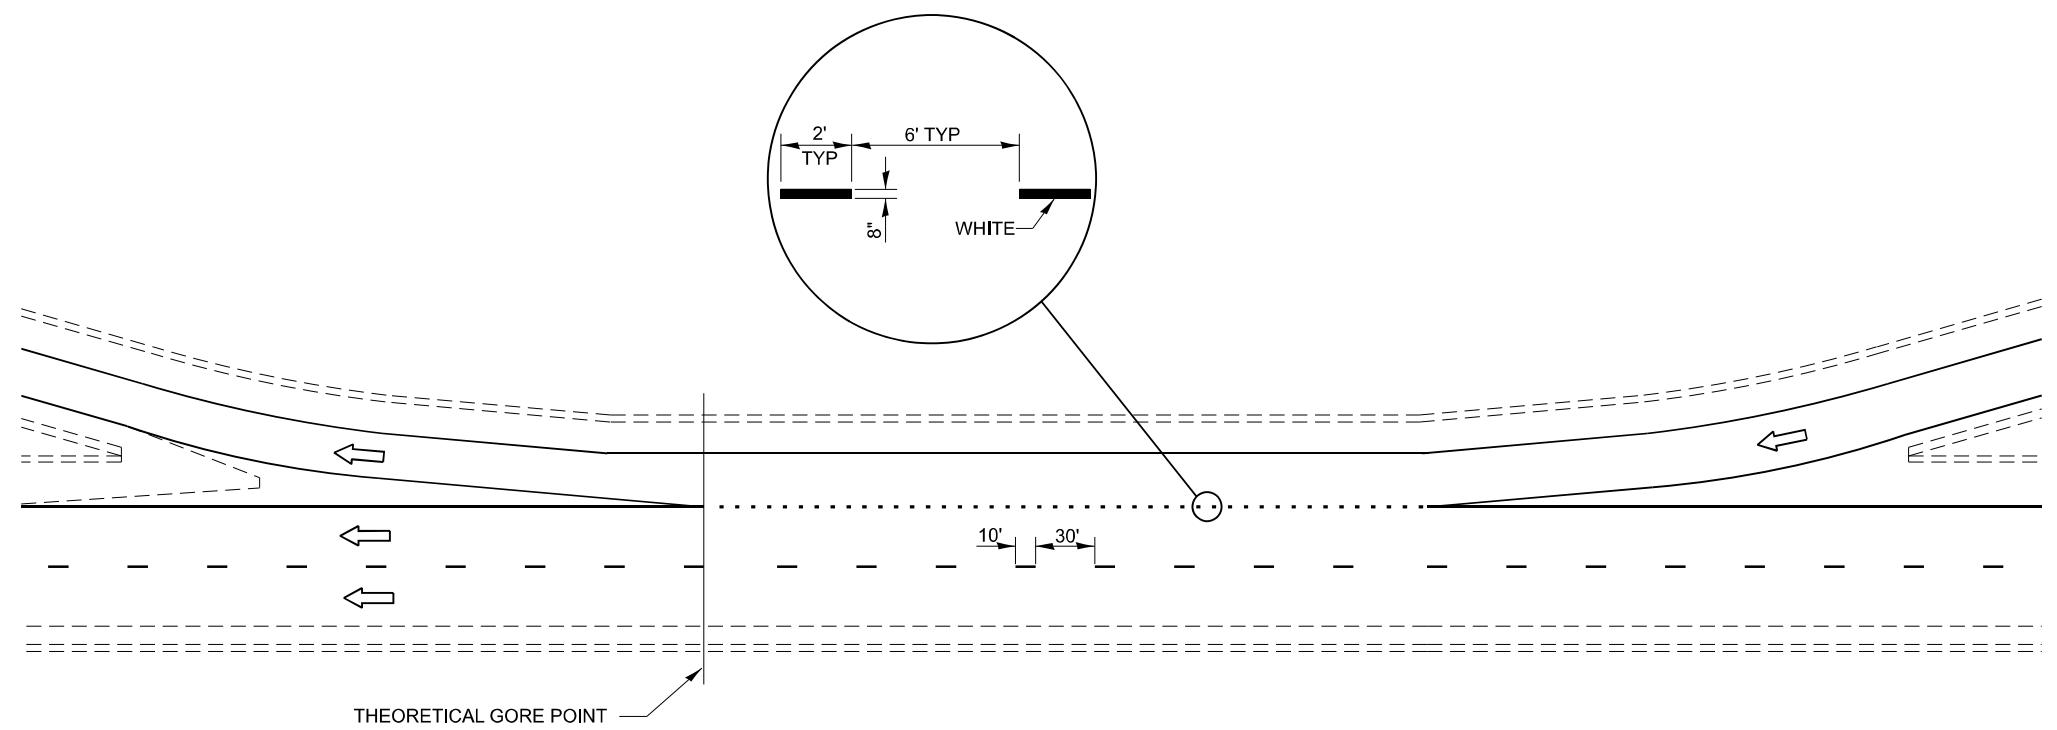 2'
TYP
6' TYP
8"
WHITE
10'
30'
THEORETICAL GORE POINT